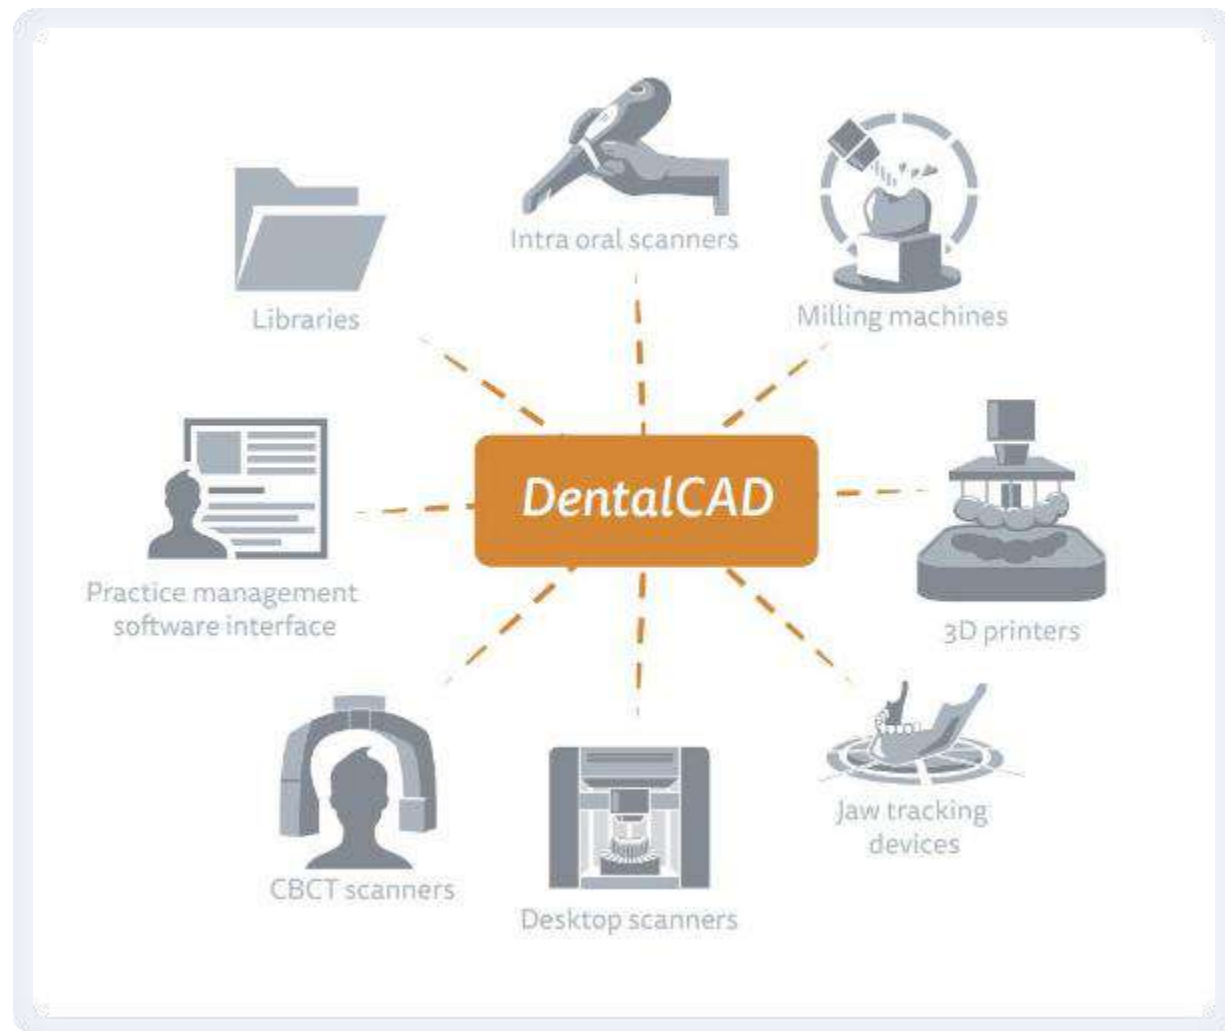 Intra oral scanners
Libraries
Milling machines
DentalCAD
Practice management
software interface
3D printers
Jaw tracking
devices
CBCT scanners
Desktop scanners